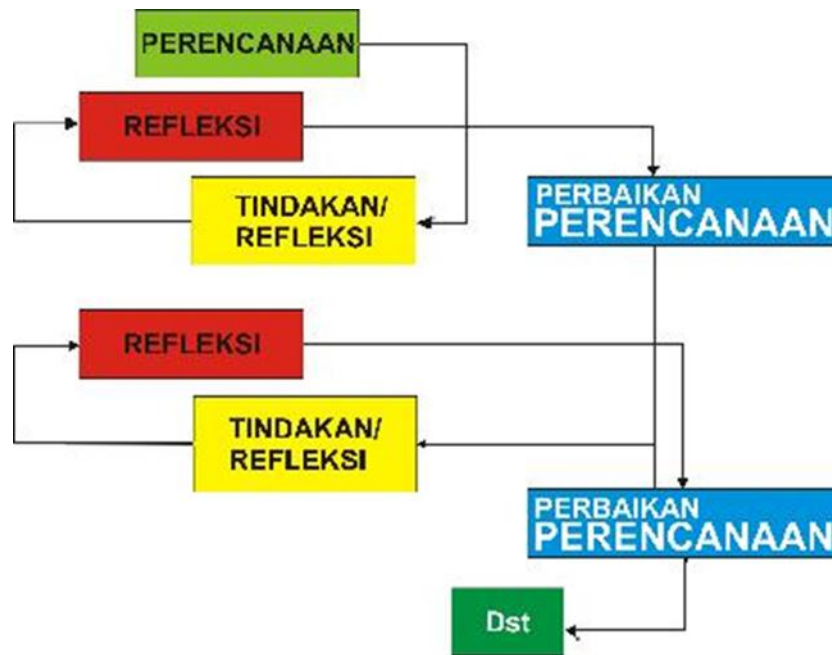 PERENCANAAN
REFLEKSI
TINDAKAN/
REFLEKSI
PERBAIKAN
PERENCANAAN
REFLEKSI
TINDAKAN/
REFLEKSI
PERBAIKAN
PERENCANAAN
Dst